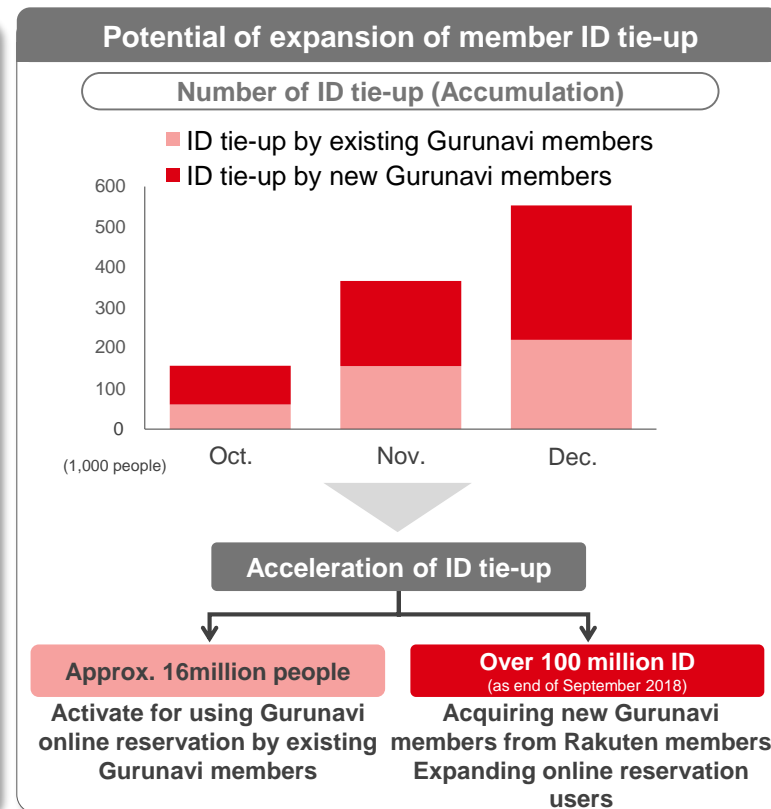 Potential of expansion of member ID tie-up
Number of ID tie-up (Accumulation)
ID tie-up by existing Gurunavi members
ID tie-up by new Gurunavi members
600
500
400
300
200
100
0
(1,000 people)
Oct.
Nov.
Dec.
Acceleration of ID tie-up
Approx. 16million people
Activate for using Gurunavi
online reservation by existing
Gurunavi members
Over 100 million ID
(as end of September 2018)
Acquiring new Gurunavi
members from Rakuten members
Expanding online reservation
users